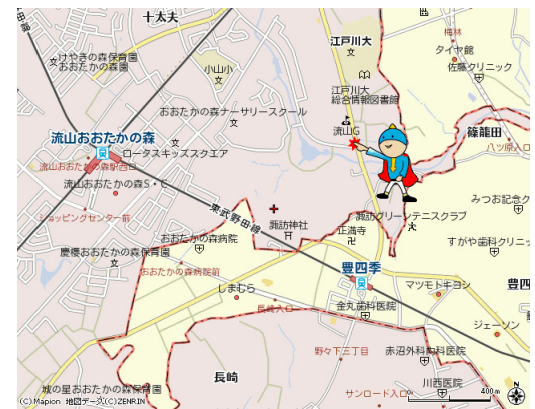 十太夫
江戸川大
梅林
けやきの森保育園
おおたかの森園
タイヤ館
小山小
佐藤クリニック
江戸川大
総合情報図書館
おおたかの森ナーサリースクール
流山G
篠籠田
流山おおたかの森
ロータスキッズスクエア
八ツ原入口
流山おおたかの森駅西口
流山おおたかの森S・C
みつお記念ク
ショッピングセンター前
東武野田線
諏訪神社
諏訪グリーンテニスクラブ
正満寺
おおたかの森病院
すがや歯科クリニッ
慶櫻おおたかの森保育園
おおたかの森病院前
豊四季
豊四
しまむら
マツモトキヨシ
長崎入口
金丸歯科医院
ジェーソン
野々下三丁目
赤沼外科歯科医院
長崎
城の星おおたかの森保育園
川西医院
サンロード入口
400m
(C) Mapion 地図データ(C)ZENRIN